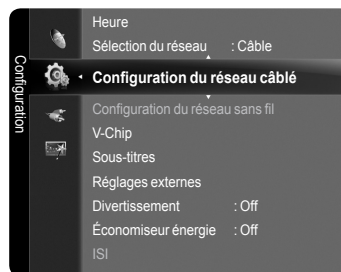 Configuration
Heure
Sélection du réseau : Câble
Configuration du réseau câblé
Configuration du réseau sans fil
V-Chip
Sous-titres
Réglages externes
Divertissement : Off
Économiseur énergie : Off
ISI